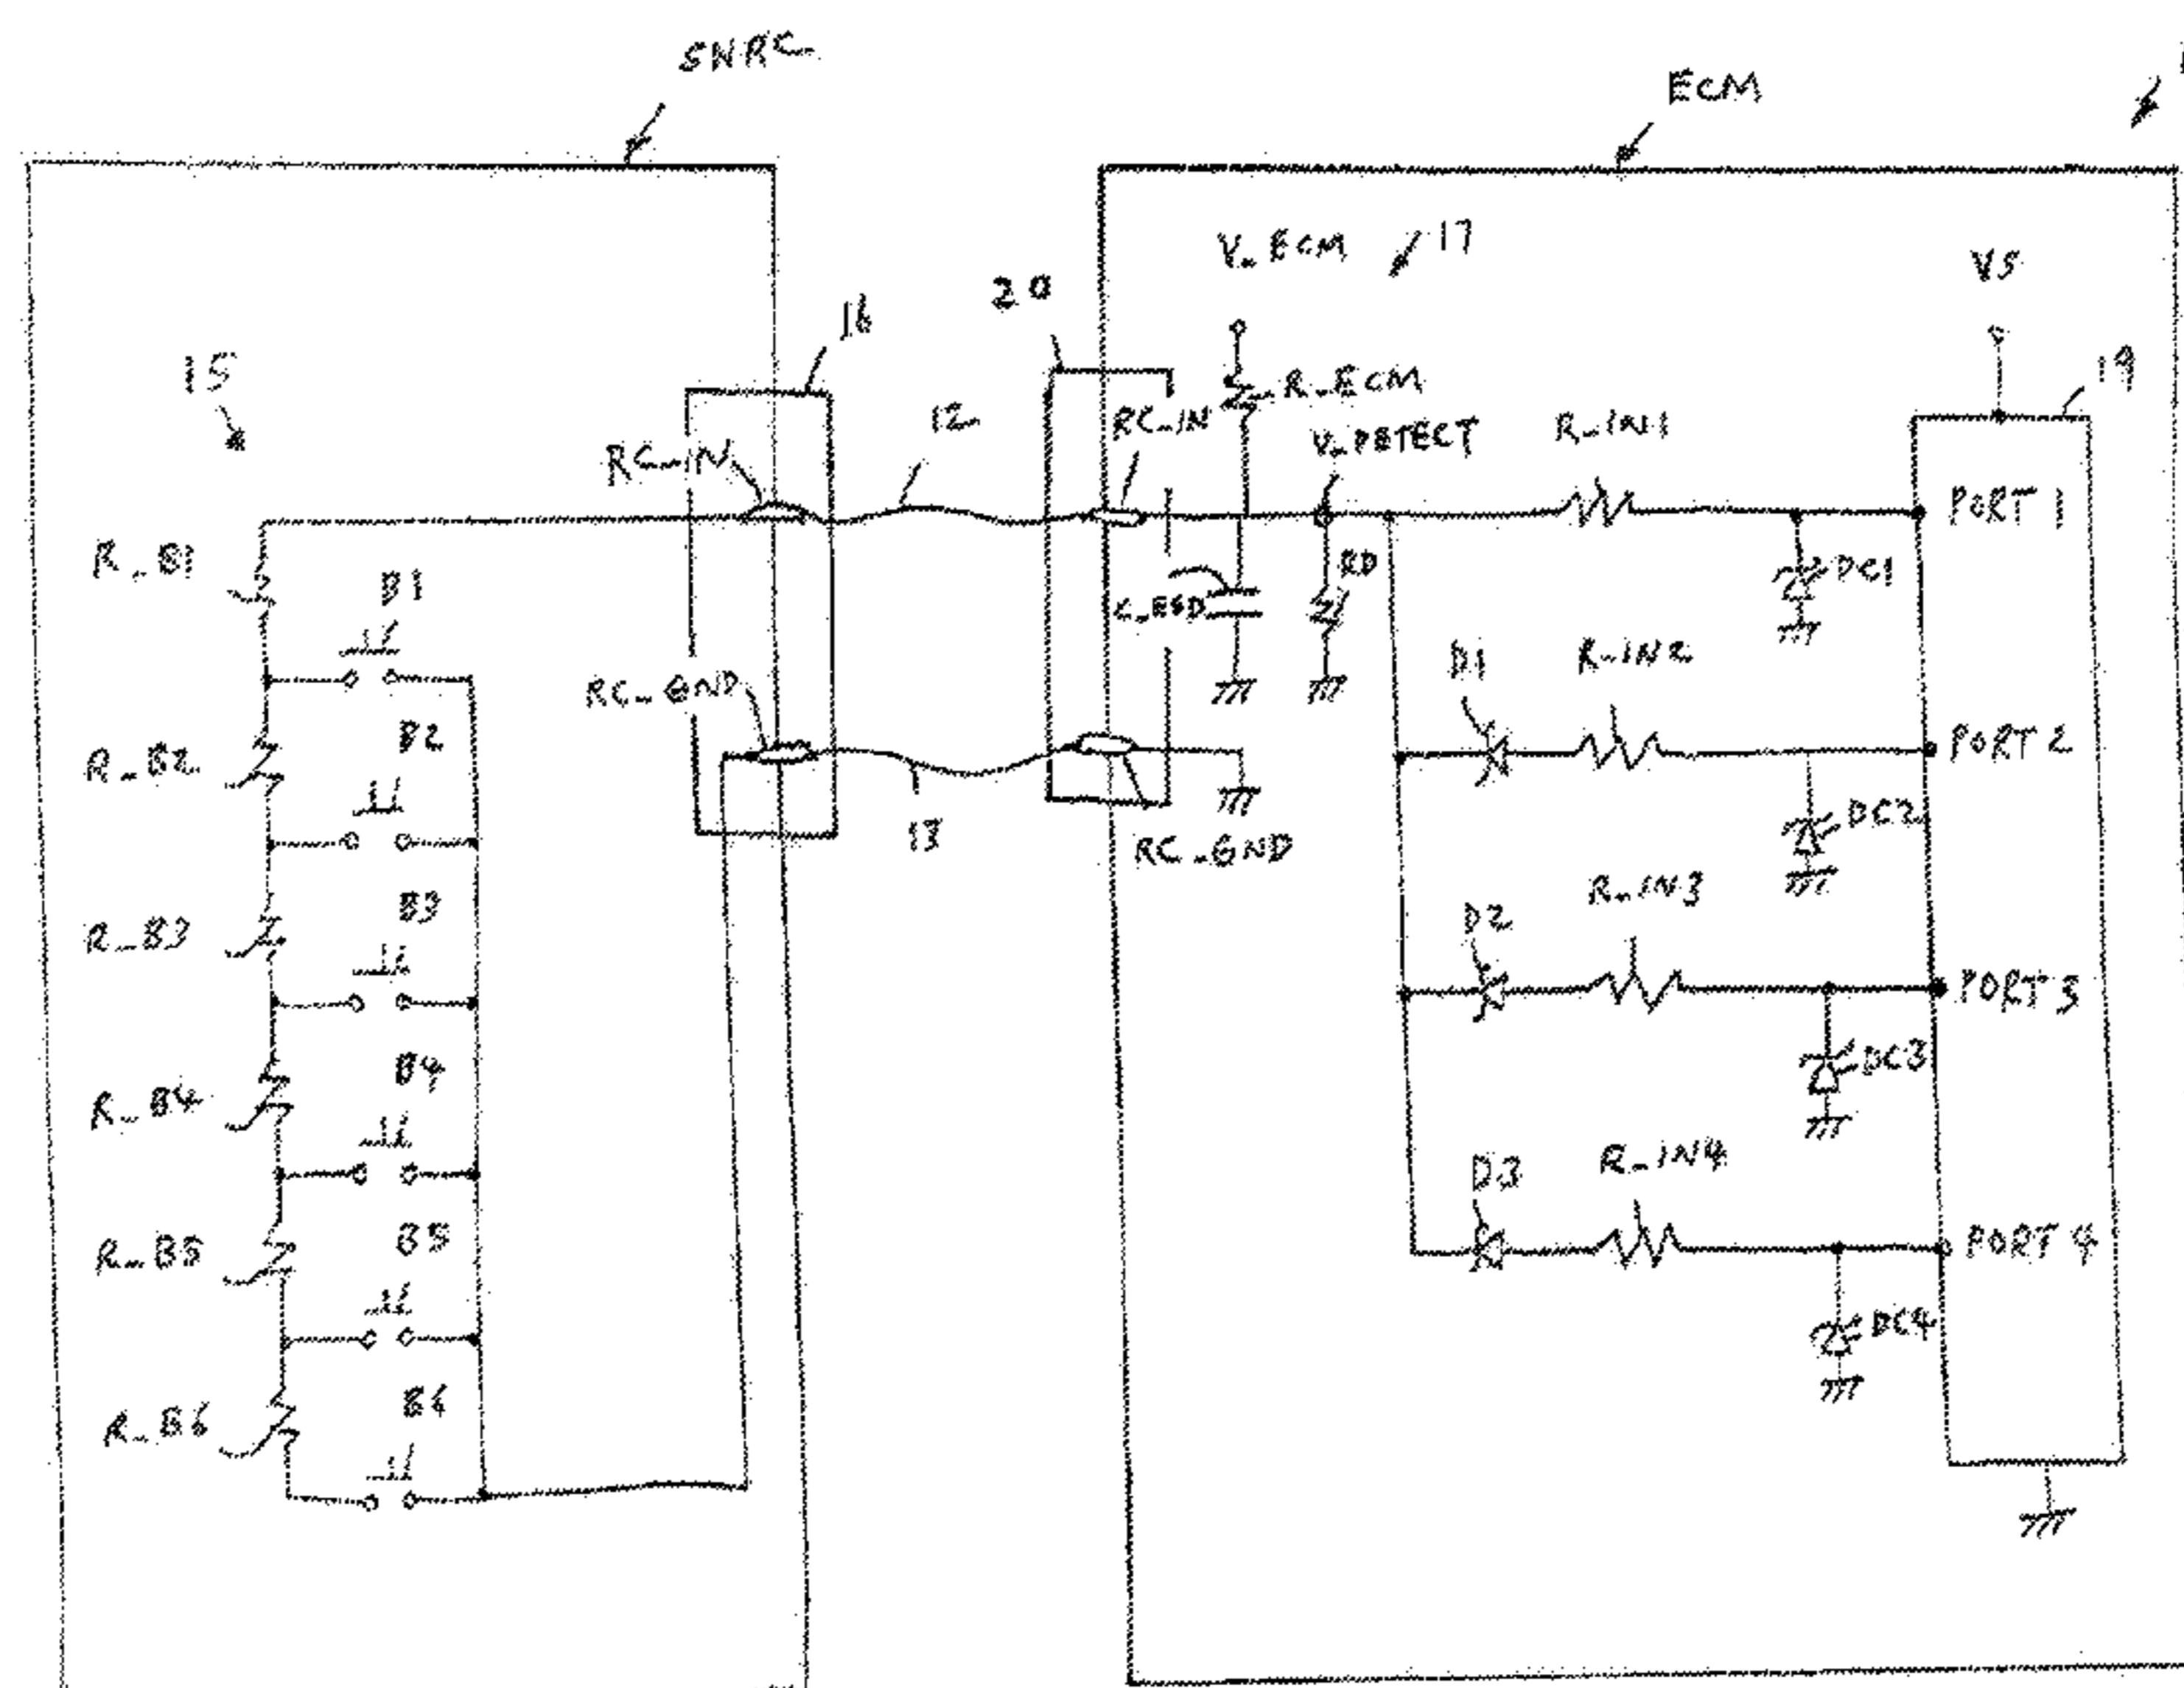 SWRC
ECM
V_ECM
17
V5
20
16
19
15
R_ECM
12
RC_IN
RC_IN
V_DETECT
R_IN1
PORT 1
R_B1
B1
RD
DC1
C_ESD
RC_GND
D1
R_IN2
B2
PORT 2
R_B2
13
RC_GND
DC2
B3
D2
R_IN3
R_B3
PORT 3
B4
DC3
R_B4
D3
R_IN4
B5
PORT 4
R_B5
DC4
B6
R_B6